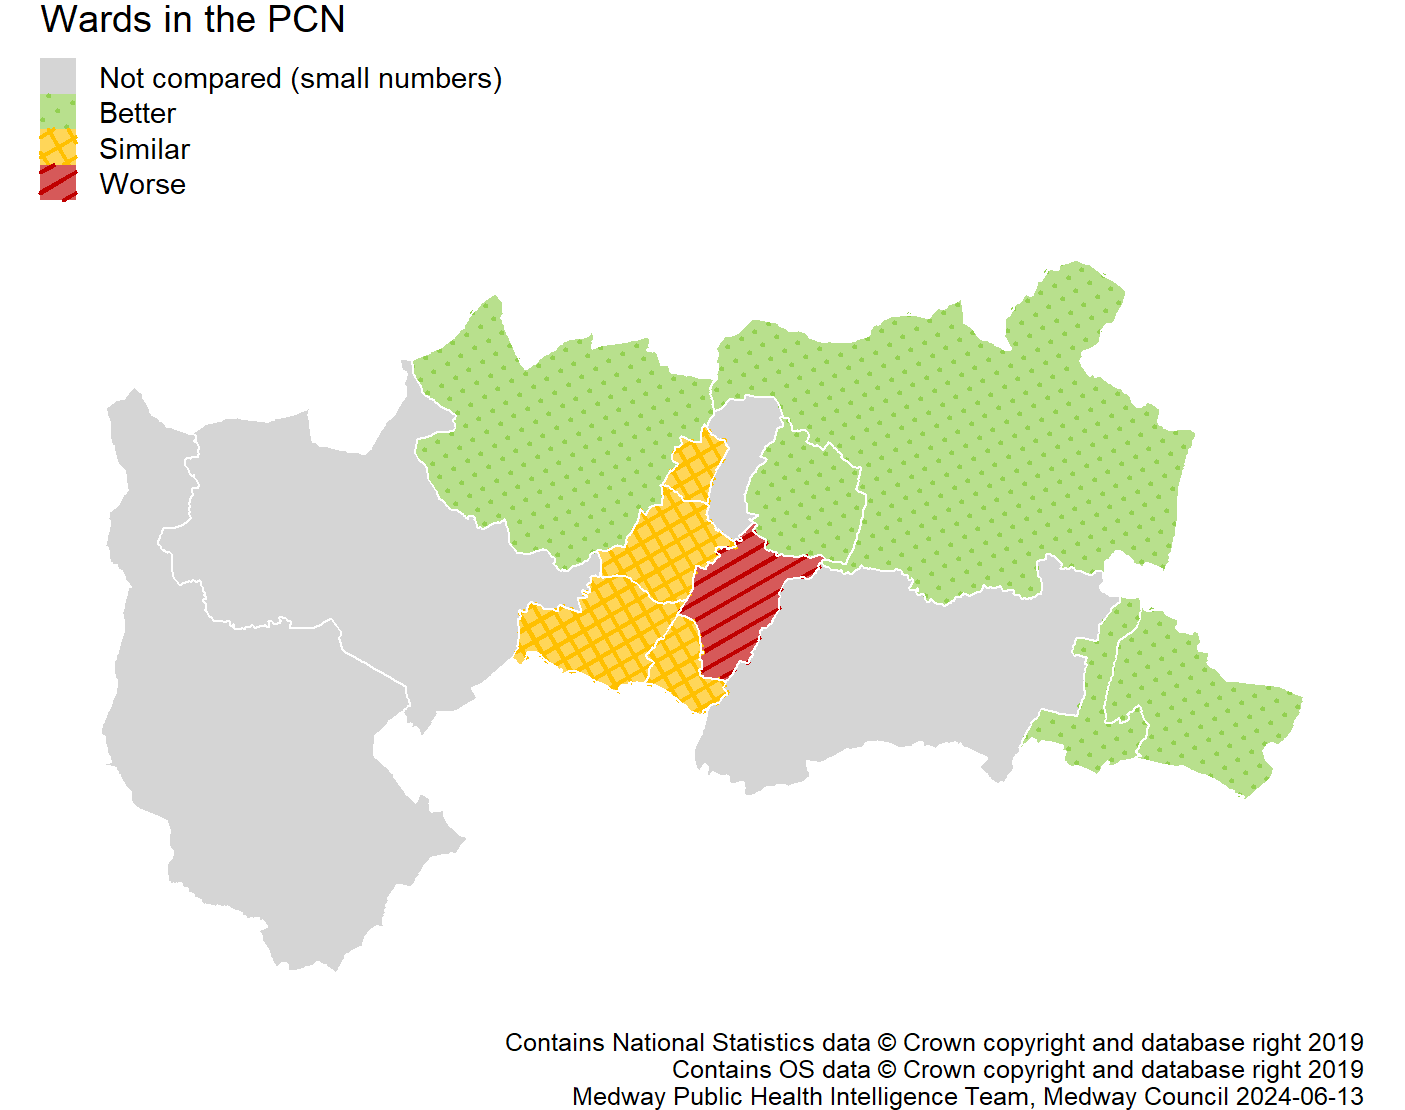 Wards in the PCN
Not compared (small numbers)
Better
Similar
Worse
Contains National Statistics data © Crown copyright and database right 2019
Contains OS data © Crown copyright and database right 2019
Medway Public Health Intelligence Team, Medway Council 2024-06-13